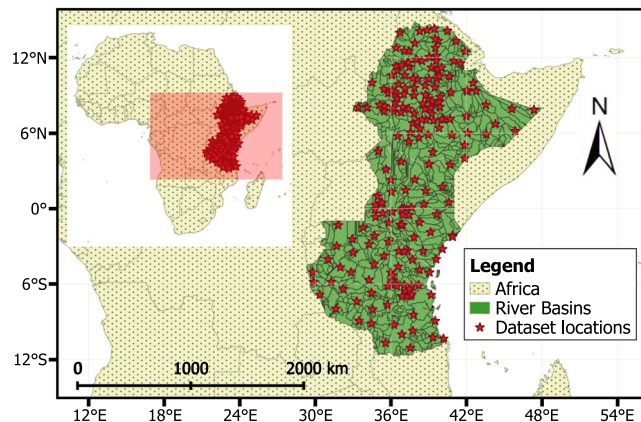 12°N
6°N
0°
6°S
12°S
N
Legend
Africa
River Basins
Dataset locations
0 1000 2000 km
12°E 18°E 24°E 30°E 36°E 42°E 48°E 54°E